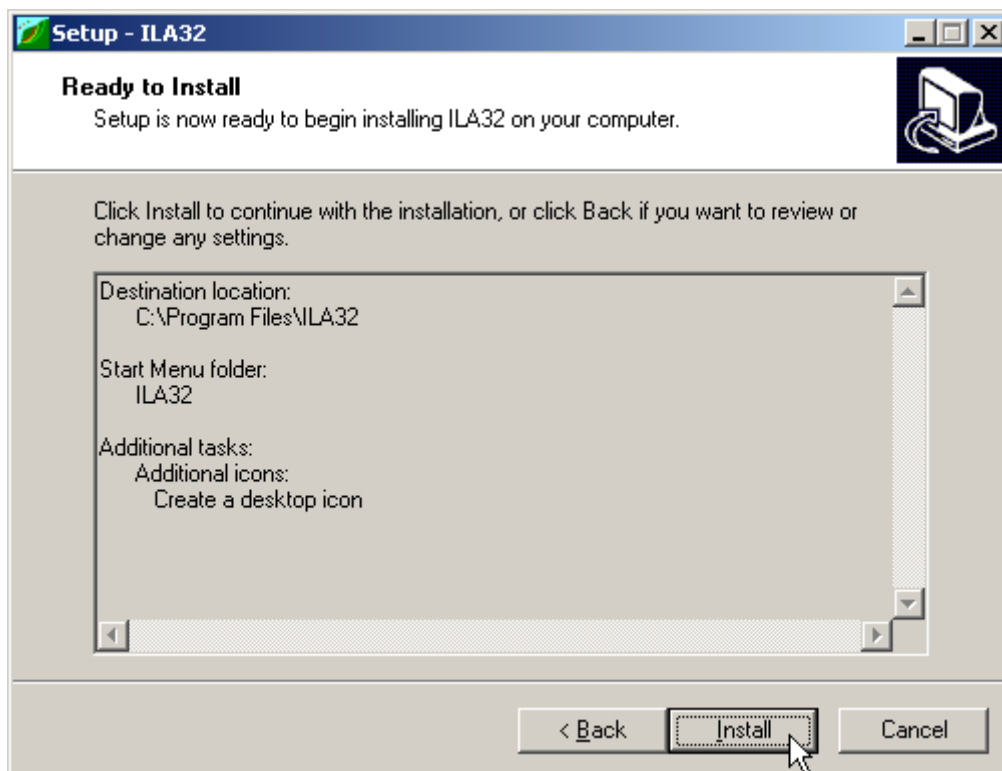 Setup - ILA32
Ready to Install
Setup is now ready to begin installing ILA32 on your computer.
Click Install to continue with the installation, or click Back if you want to review or
change any settings.
Destination location:
C:\Program Files\ILA32
Start Menu folder:
ILA32
Additional tasks:
Additional icons:
Create a desktop icon
< Back
Install
Cancel